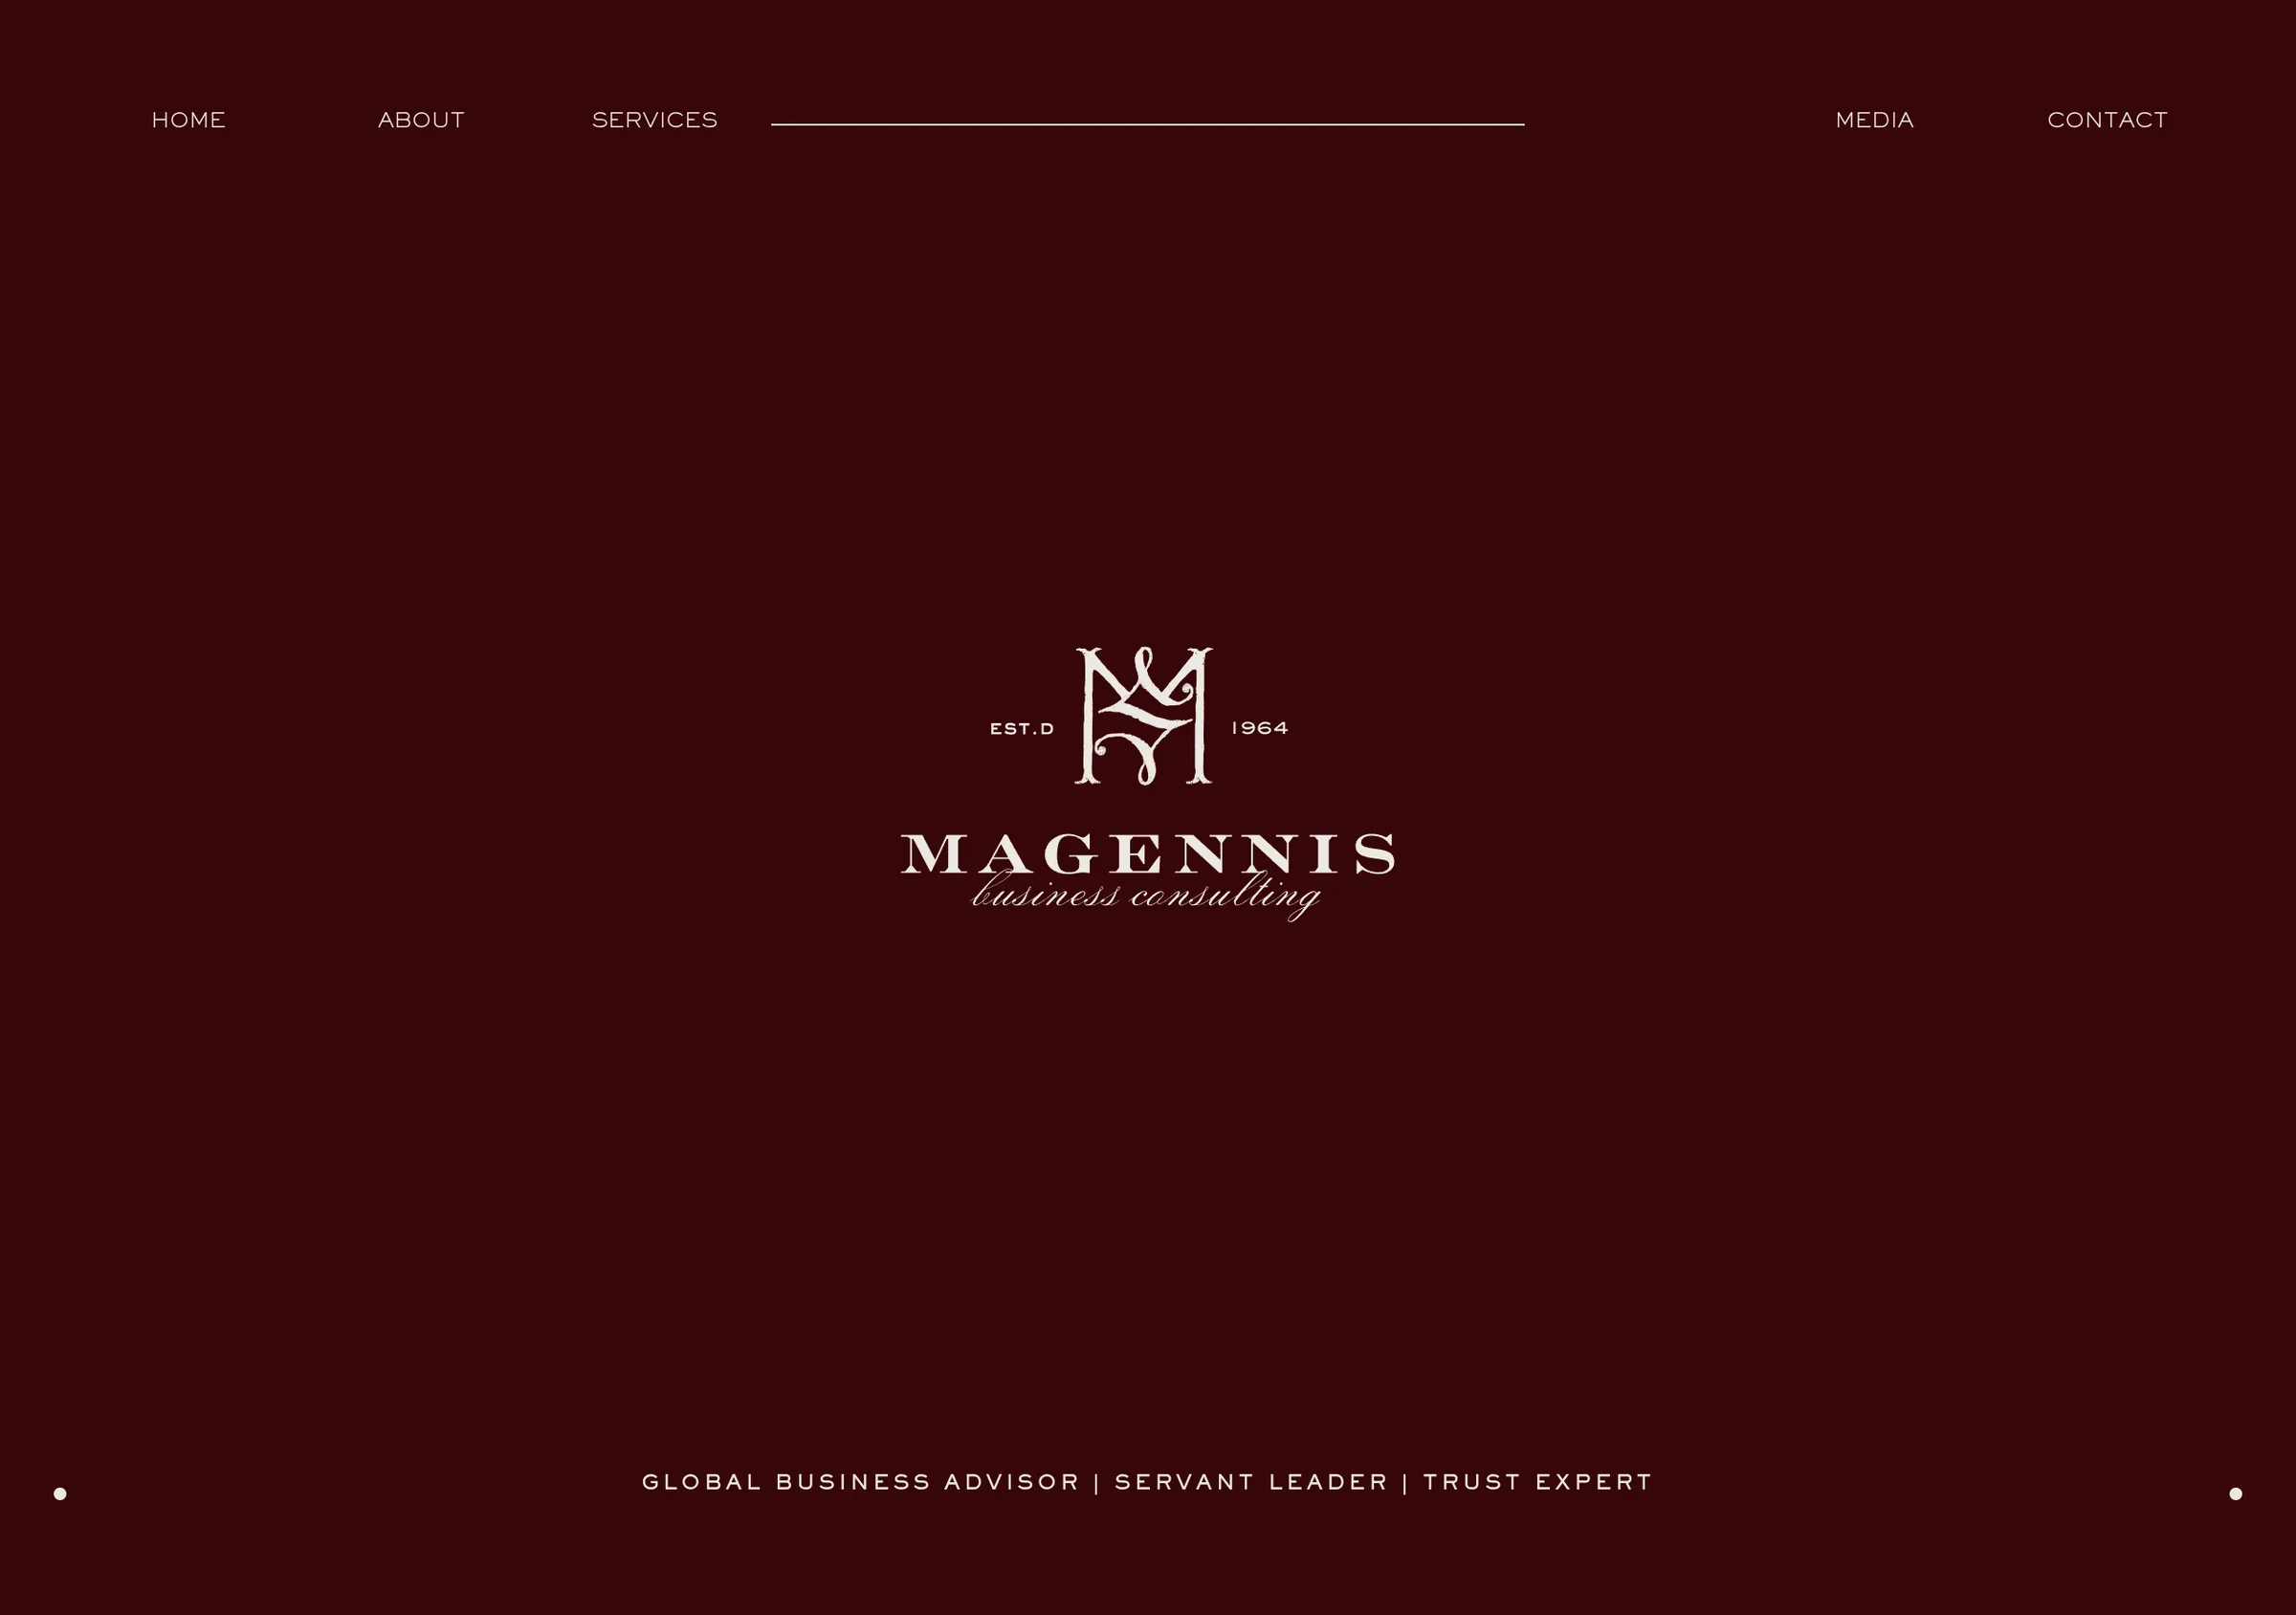 HOME ABOUT SERVICES MEDIA CONTACT
EST.D M 1964
MAGENNIS
business consulting
GLOBAL BUSINESS ADVISOR | SERVANT LEADER | TRUST EXPERT